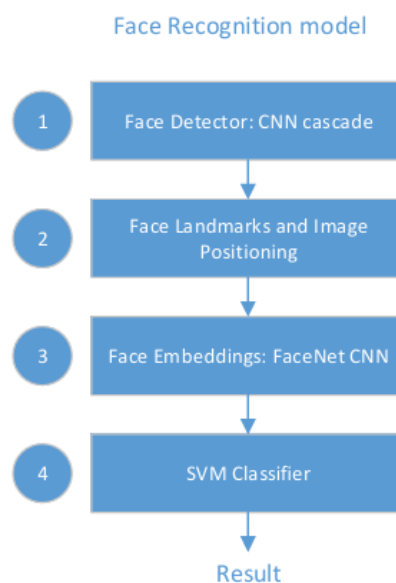 Face Recognition model
1
Face Detector: CNN cascade
2
Face Landmarks and Image
Positioning
3
Face Embeddings: FaceNet CNN
4
SVM Classifier
Result